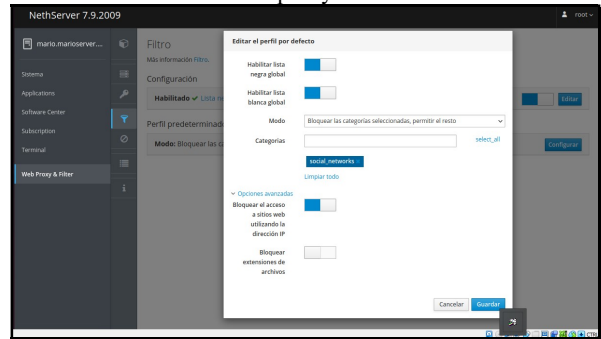 NethServer 7.9.2009
root
mario.marioserver...
Sistema
Applications
Software Center
Subscription
Terminal
Web Proxy & Filter
Filtro
Más información Filtro.
Configuración
Habilitado Lista
Editar
Perfil predeterminado
Modo: Bloquear las
Configurar
Editar el perfil por defecto
Habilitar lista
negra global
Habilitar lista
blanca global
Modo
Bloquear las categorías seleccionadas, permitir el resto
Categorías
select_all
social_networks
Limpiar todo
Opciones avanzadas
Bloquear el acceso
a sitios web
utilizando la
dirección IP
Bloquear
extensiones de
archivos
Cancelar
Guardar
CTRL